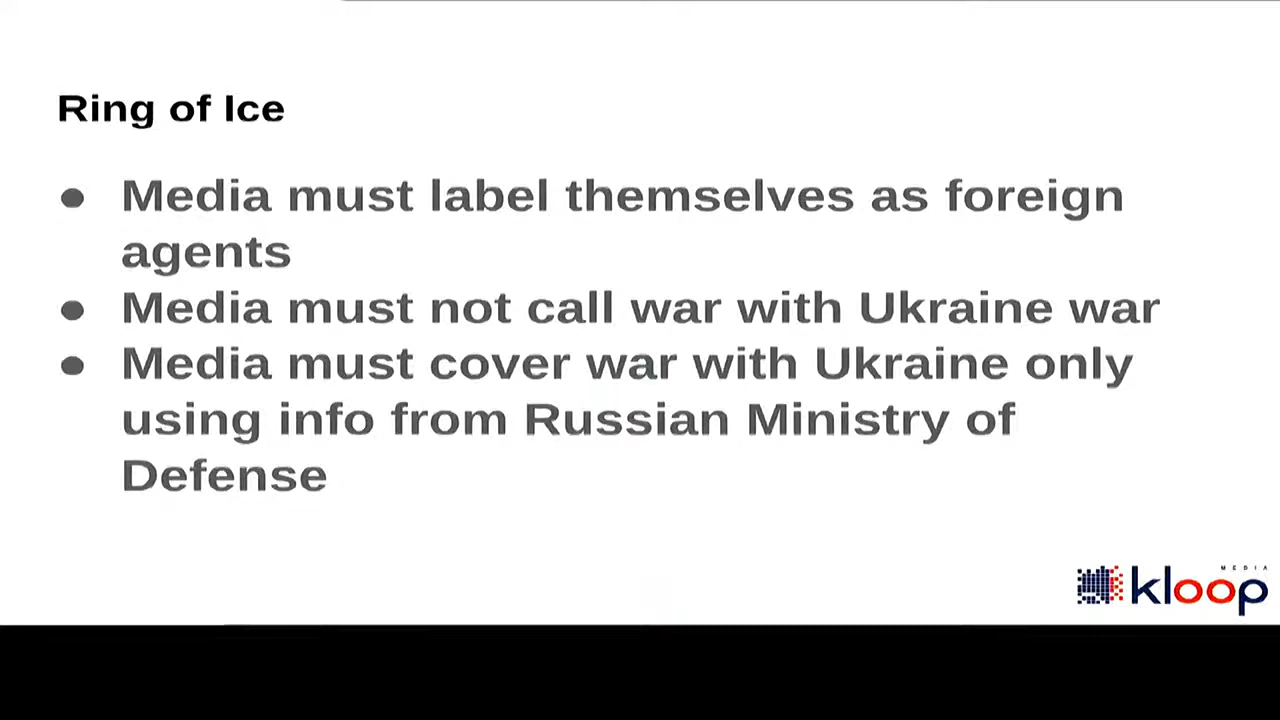 Ring of Ice
● Media must label themselves as foreign
agents
● Media must not call war with Ukraine war
● Media must cover war with Ukraine only
using info from Russian Ministry of
Defense
MEDIA
kloop